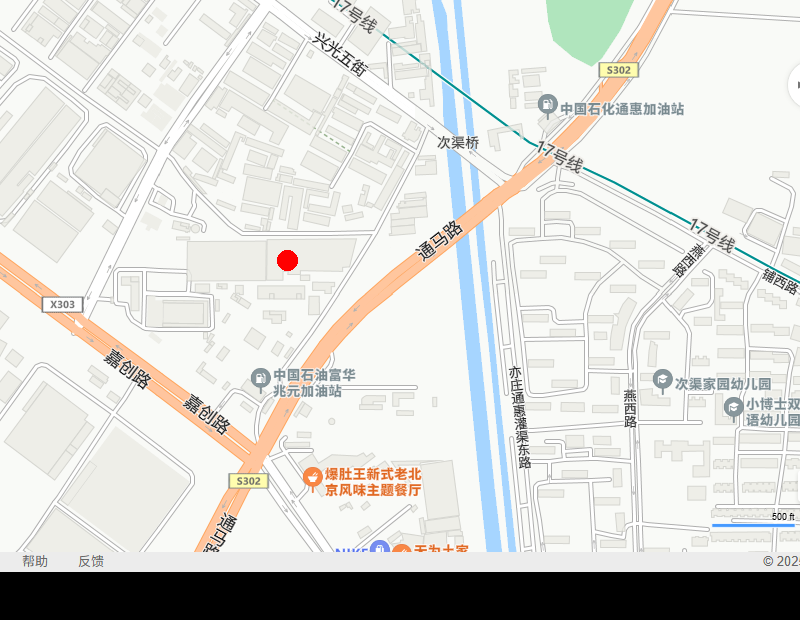 17号线
兴光五街
S302
中国石化通惠加油站
次渠桥
17号线
通马路
17号线
燕西路
铺西路
X303
嘉创路
嘉创路
中国石油富华
兆元加油站
亦庄通惠灌渠东路
燕西路
次渠家园幼儿园
小博士双
语幼儿园
S302
爆肚王新式老北
京风味主题餐厅
通马路
500 ft
帮助
反馈